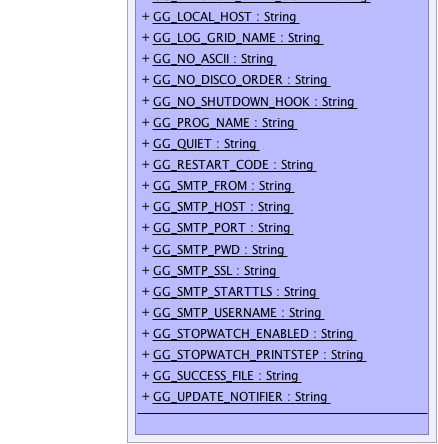 + GG_LOCAL_HOST : String
+ GG_LOG_GRID_NAME : String
+ GG_NO_ASCII : String
+ GG_NO_DISCO_ORDER : String
+ GG_NO_SHUTDOWN_HOOK : String
+ GG_PROG_NAME : String
+ GG_QUIET : String
+ GG_RESTART_CODE : String
+ GG_SMTP_FROM : String
+ GG_SMTP_HOST : String
+ GG_SMTP_PORT : String
+ GG_SMTP_PWD : String
+ GG_SMTP_SSL : String
+ GG_SMTP_STARTTLS : String
+ GG_SMTP_USERNAME : String
+ GG_STOPWATCH_ENABLED : String
+ GG_STOPWATCH_PRINTSTEP : String
+ GG_SUCCESS_FILE : String
+ GG_UPDATE_NOTIFIER : String